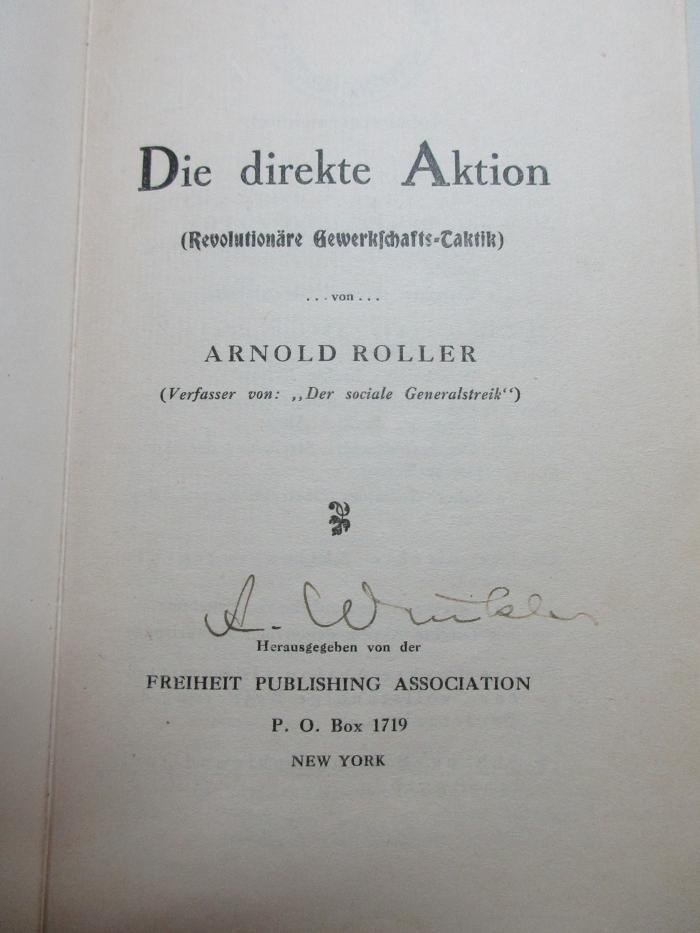 Die direkte Aktion
(Revolutionäre Gewerkschafts-Taktik)
...von...
ARNOLD ROLLER
(Verfasser von: ,,Der sociale Generalstreik“)
A. Winkler
Herausgegeben von der
FREIHEIT PUBLISHING ASSOCIATION
P. O. Box 1719
NEW YORK